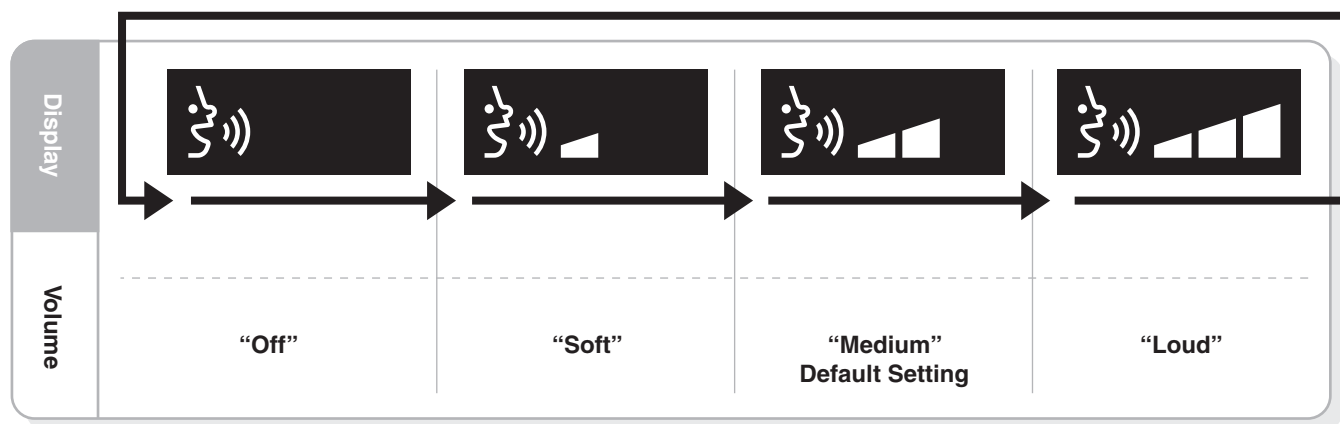 Display
Volume
“Off”
“Soft”
“Medium”
Default Setting
“Loud”